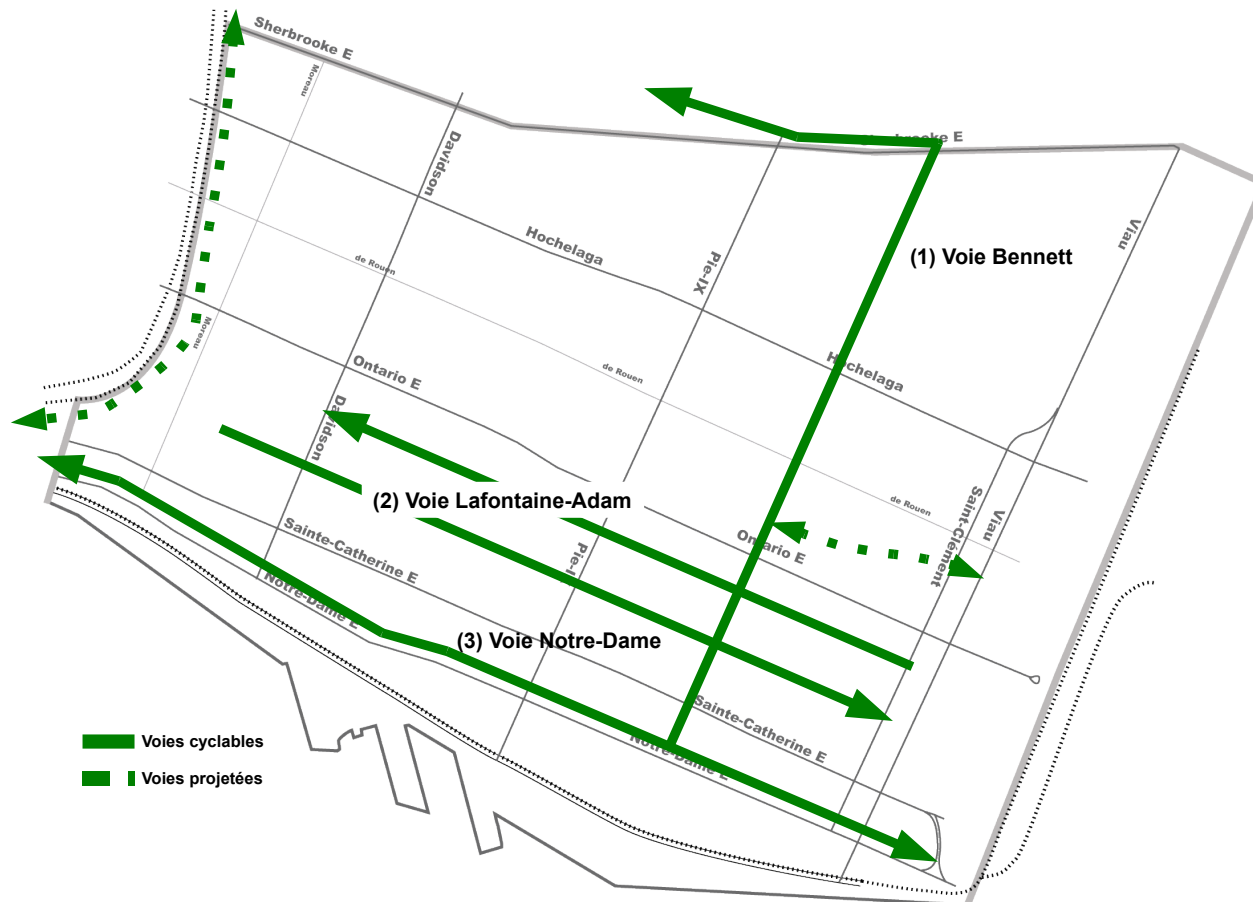 Sherbrooke E
Moreau
Davidson
Sherbrooke E
Viau
Hochelaga
Pie-IX
(1) Voie Bennett
de Rouen
Moreau
Ontario E
de Rouen
Hochelaga
Davidson
(2) Voie Lafontaine-Adam
de Rouen
Saint-Clément
Viau
Sainte-Catherine E
Ontario E
Pie-I
Notre-Dame E
(3) Voie Notre-Dame
Sainte-Catherine E
Notre-Dame E
Voies cyclables
Voies projetées